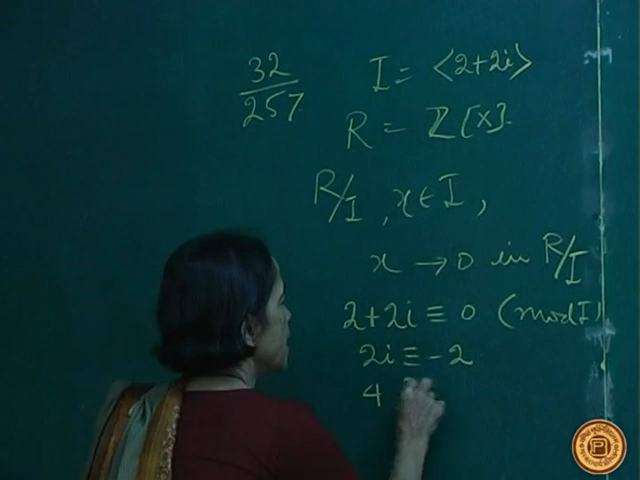 32
257
I = <2+2i>
R = Z[x].
R/I, x ∈ I,
x → 0 in R/I
2+2i ≡ 0 (mod I)
2i ≡ -2
4